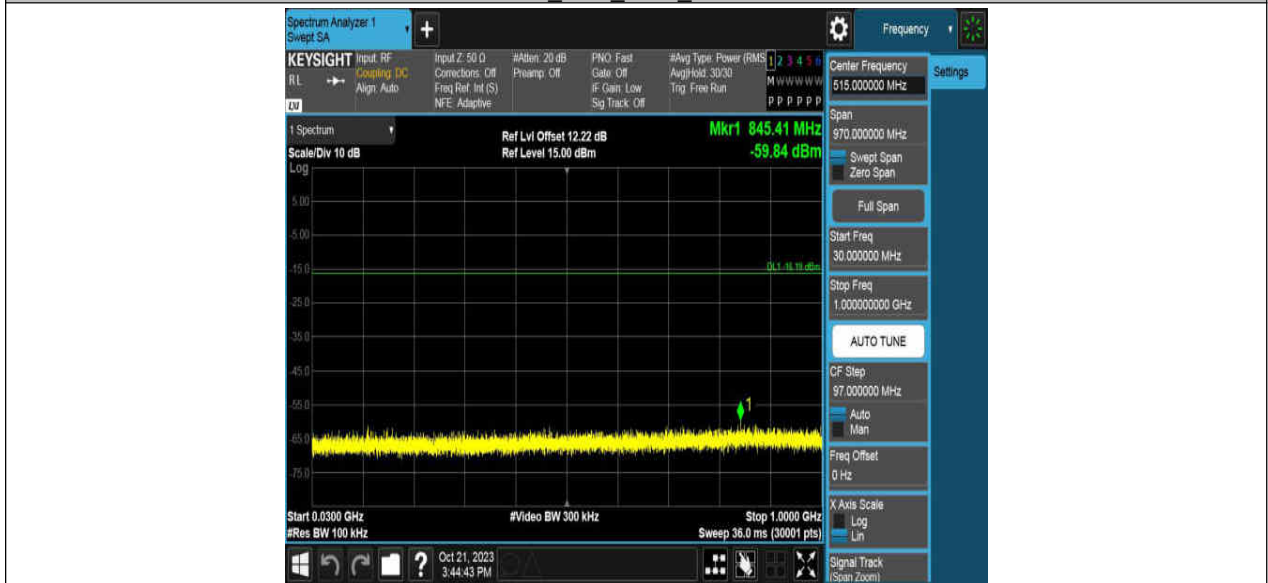 Spectrum Analyzer 1
Swept SA
+
Frequency
KEYSIGHT
RL
LXI
Input: RF
Coupling: DC
Align: Auto
Input Z: 50 Ω
Corrections: Off
Freq Ref: Int (S)
NFE: Adaptive
#Atten: 20 dB
Preamp: Off
PNO: Fast
Gate: Off
IF Gain: Low
Sig Track: Off
#Avg Type: Power (RMS
Avg|Hold: 30/30
Trig: Free Run
1 2 3 4 5 6
M W W W W W
P P P P P P
1 Spectrum
Scale/Div 10 dB
Log
Ref Lvl Offset 12.22 dB
Ref Level 15.00 dBm
Mkr1 845.41 MHz
-59.84 dBm
5.00
-5.00
-15.0
-25.0
-35.0
-45.0
-55.0
-65.0
-75.0
1
Start 0.0300 GHz
#Res BW 100 kHz
#Video BW 300 kHz
Stop 1.0000 GHz
Sweep 36.0 ms (30001 pts)
?
Oct 21, 2023
3:44:43 PM
Center Frequency
515.000000 MHz
Settings
Span
970.000000 MHz
Swept Span
Zero Span
Full Span
Start Freq
30.000000 MHz
Stop Freq
1.000000000 GHz
AUTO TUNE
CF Step
97.000000 MHz
Auto
Man
Freq Offset
0 Hz
X Axis Scale
Log
Lin
Signal Track
(Span Zoom)